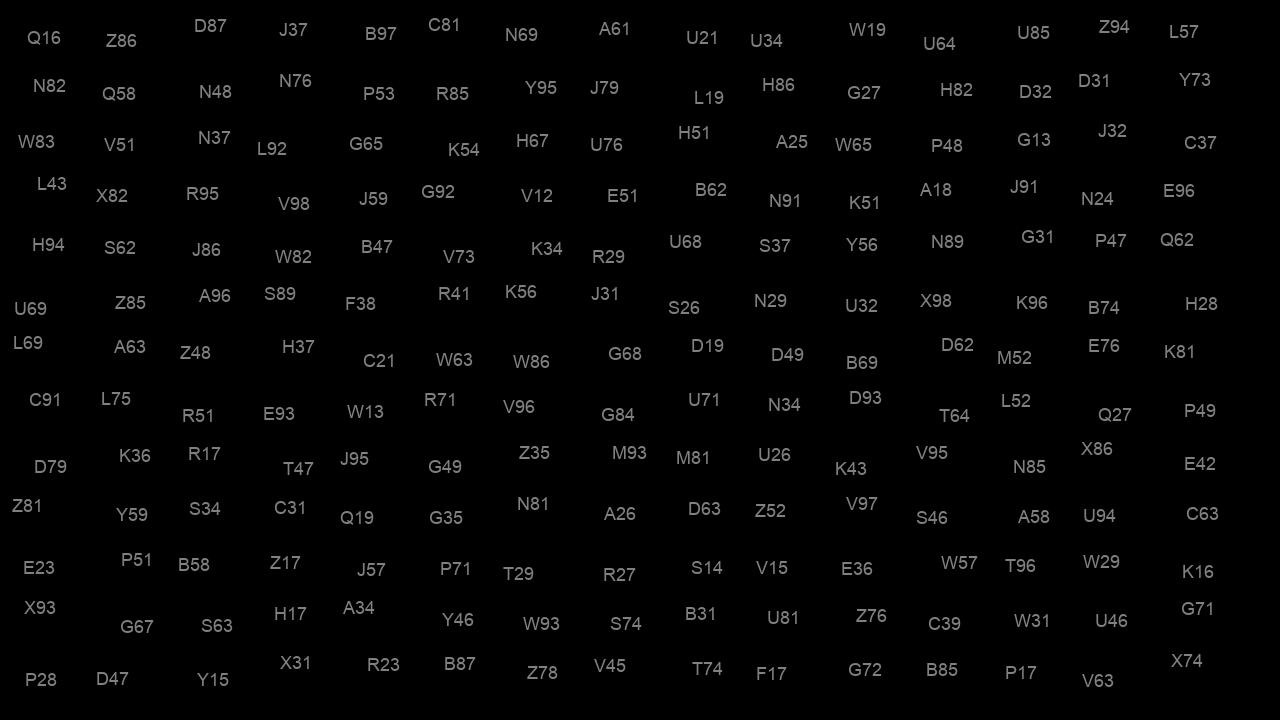 Q16 Z86 D87 J37 B97 C81 N69 A61 U21 U34 W19 U64 U85 Z94 L57
N82 Q58 N48 N76 P53 R85 Y95 J79 L19 H86 G27 H82 D32 D31 Y73
W83 V51 N37 L92 G65 K54 H67 U76 H51 A25 W65 P48 G13 J32 C37
L43 X82 R95 V98 J59 G92 V12 E51 B62 N91 K51 A18 J91 N24 E96
H94 S62 J86 W82 B47 V73 K34 R29 U68 S37 Y56 N89 G31 P47 Q62
U69 Z85 A96 S89 F38 R41 K56 J31 S26 N29 U32 X98 K96 B74 H28
L69 A63 Z48 H37 C21 W63 W86 G68 D19 D49 B69 D62 M52 E76 K81
C91 L75 R51 E93 W13 R71 V96 G84 U71 N34 D93 T64 L52 Q27 P49
D79 K36 R17 T47 J95 G49 Z35 M93 M81 U26 K43 V95 N85 X86 E42
Z81 Y59 S34 C31 Q19 G35 N81 A26 D63 Z52 V97 S46 A58 U94 C63
E23 P51 B58 Z17 J57 P71 T29 R27 S14 V15 E36 W57 T96 W29 K16
X93 G67 S63 H17 A34 Y46 W93 S74 B31 U81 Z76 C39 W31 U46 G71
P28 D47 Y15 X31 R23 B87 Z78 V45 T74 F17 G72 B85 P17 V63 X74